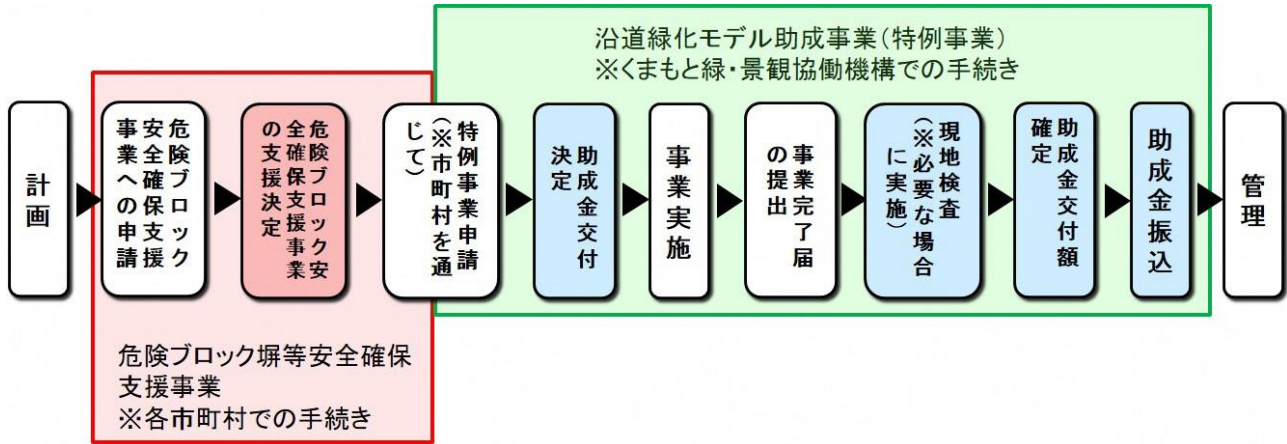 沿道緑化モデル助成事業(特例事業)
※くまもと緑・景観協働機構での手続き
計画
危険ブロック
安全確保支援
事業への申請
危険ブロック安
全確保支援事業
の支援決定
特例事業申請
(※市町村を通
じて)
助成金交付
決定
事業実施
事業完了届
の提出
現地検査
(※必要な場合
に実施)
助成金交付額
確定
助成金振込
管理
危険ブロック塀等安全確保
支援事業
※各市町村での手続き